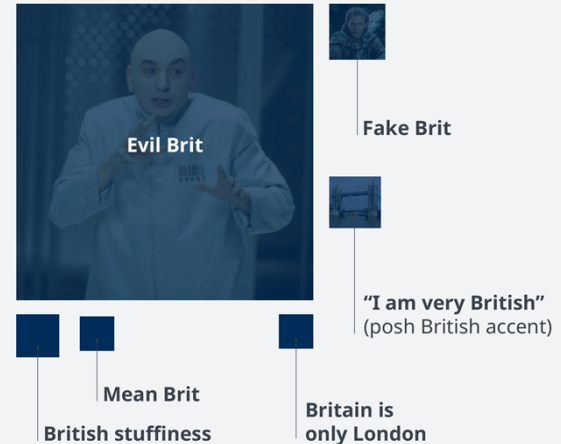 Evil Brit
Fake Brit
“I am very British”
(posh British accent)
Mean Brit
British stuffiness
Britain is
only London